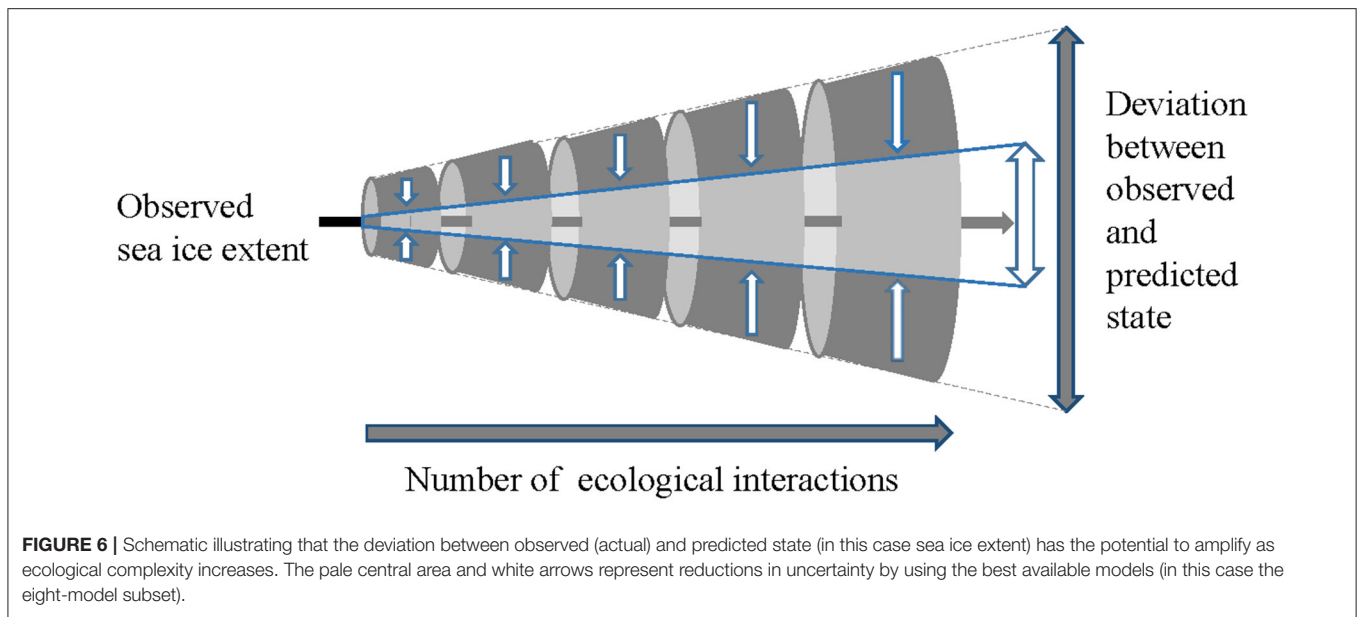 Observed
sea ice extent
Deviation
between
observed
and
predicted
state
Number of ecological interactions
FIGURE 6 | Schematic illustrating that the deviation between observed (actual) and predicted state (in this case sea ice extent) has the potential to amplify as
ecological complexity increases. The pale central area and white arrows represent reductions in uncertainty by using the best available models (in this case the
eight-model subset).